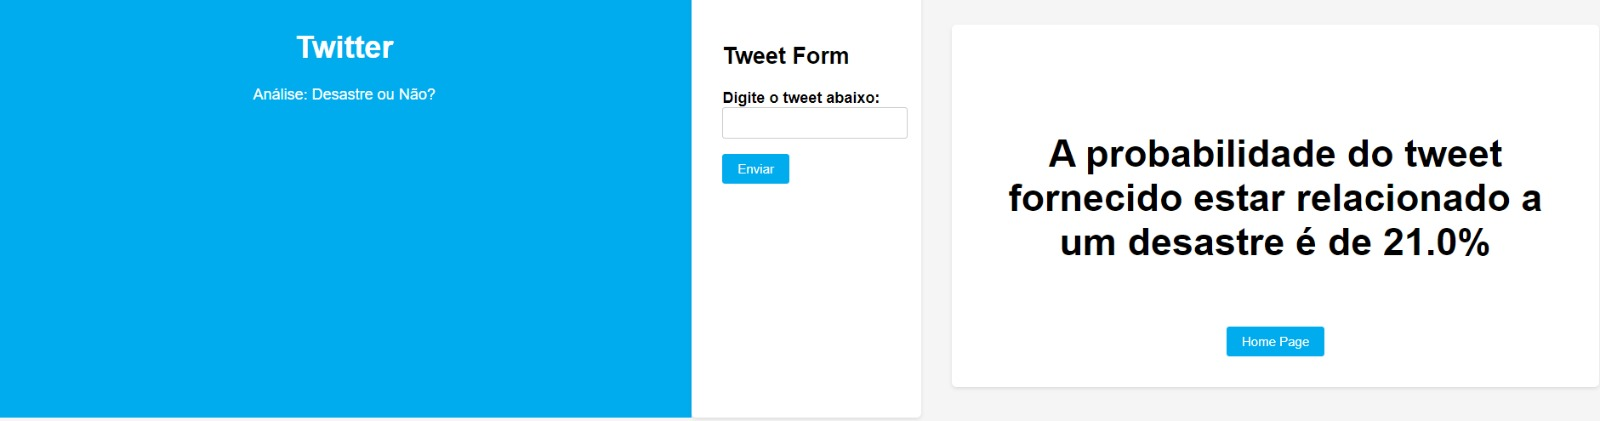 Twitter
Análise: Desastre ou Não?
Tweet Form
Digite o tweet abaixo:
Enviar
A probabilidade do tweet
fornecido estar relacionado a
um desastre é de 21.0%
Home Page